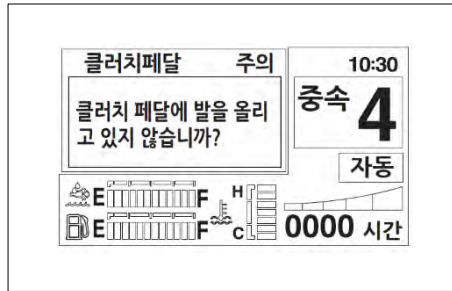 클러치페달 주의
10:30
클러치 페달에 발을 올리
고 있지 않습니까?
중속 4
자동
E F
H
E F
C
0000 시간